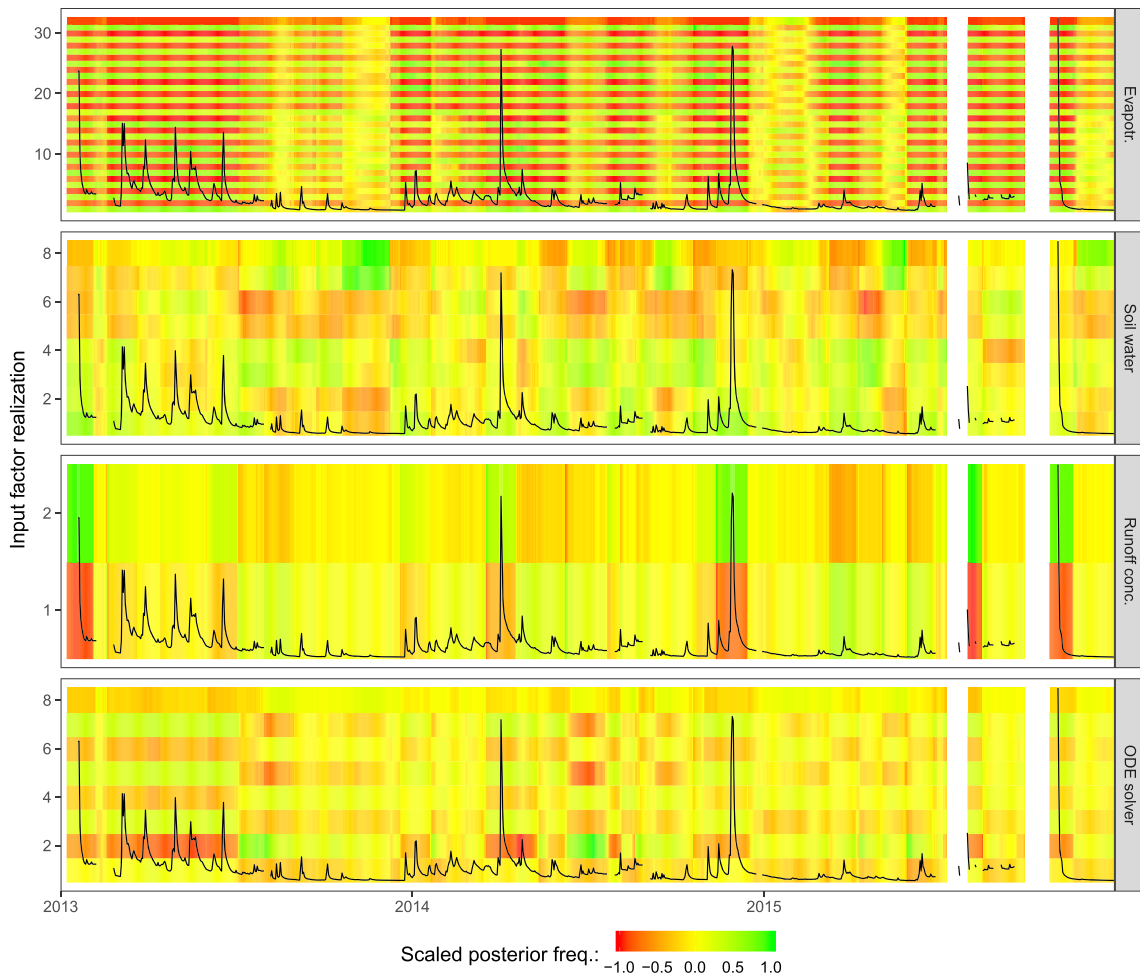 Input factor realization
30
20
10
Evapotr.
8
6
4
2
Soil water
2
1
Runoff conc.
8
6
4
2
ODE solver
2013
2014
2015
Scaled posterior freq.:
−1.0 −0.5 0.0 0.5 1.0